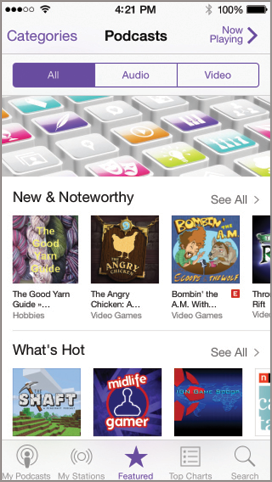 4:21 PM 100%
Categories Podcasts Now Playing
All Audio Video
New & Noteworthy See All
The Good Yarn Guide
THE ANGRY CHICKEN
BOMBIN' THE A.M.
The Good Yarn Guide «...
Hobbies
The Angry Chicken: A...
Video Games
Bombin' the A.M. With... E
Video Games
Thro
Rift
Video
What's Hot See All
THE SHAFT
midlife gamer
n
My Podcasts My Stations Featured Top Charts Search